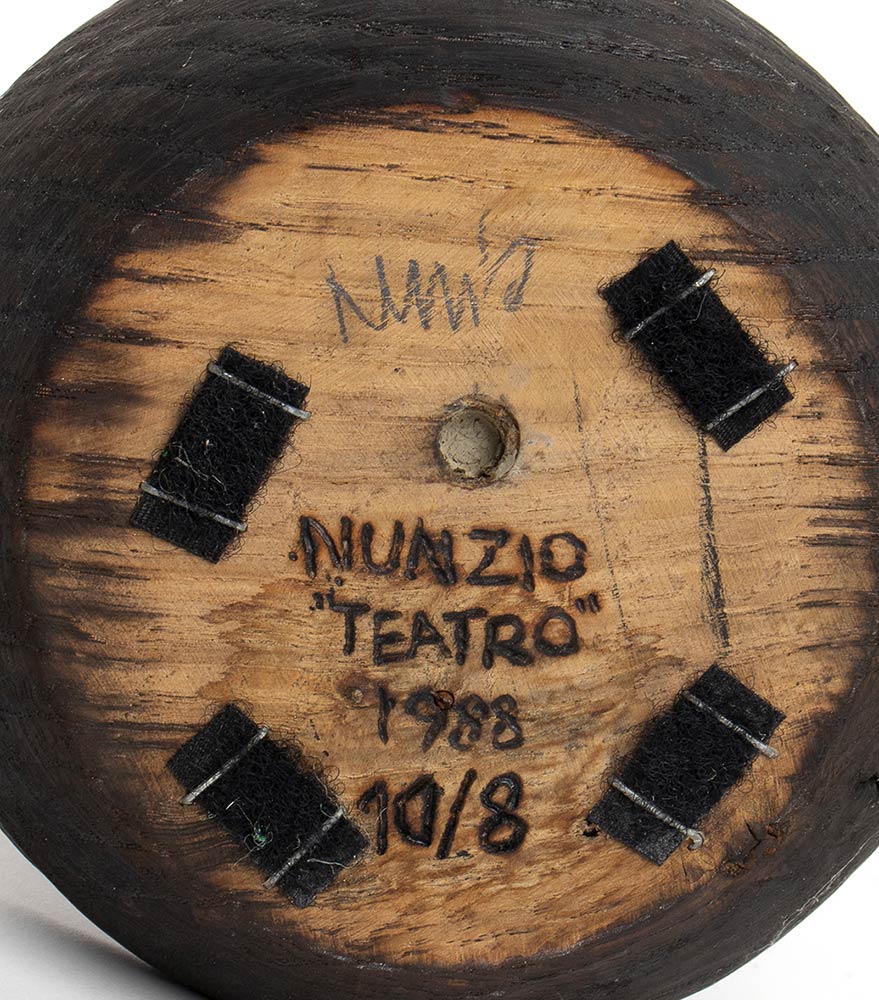 NUNZIO
"TEATRO"
1988
10/8